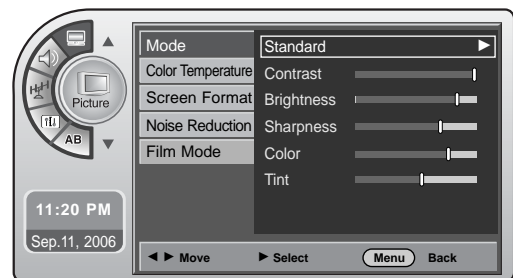 Picture
AB
11:20 PM
Sep.11, 2006
Mode
Color Temperature
Screen Format
Noise Reduction
Film Mode
Standard
Contrast
Brightness
Sharpness
Color
Tint
Move
Select
Menu
Back